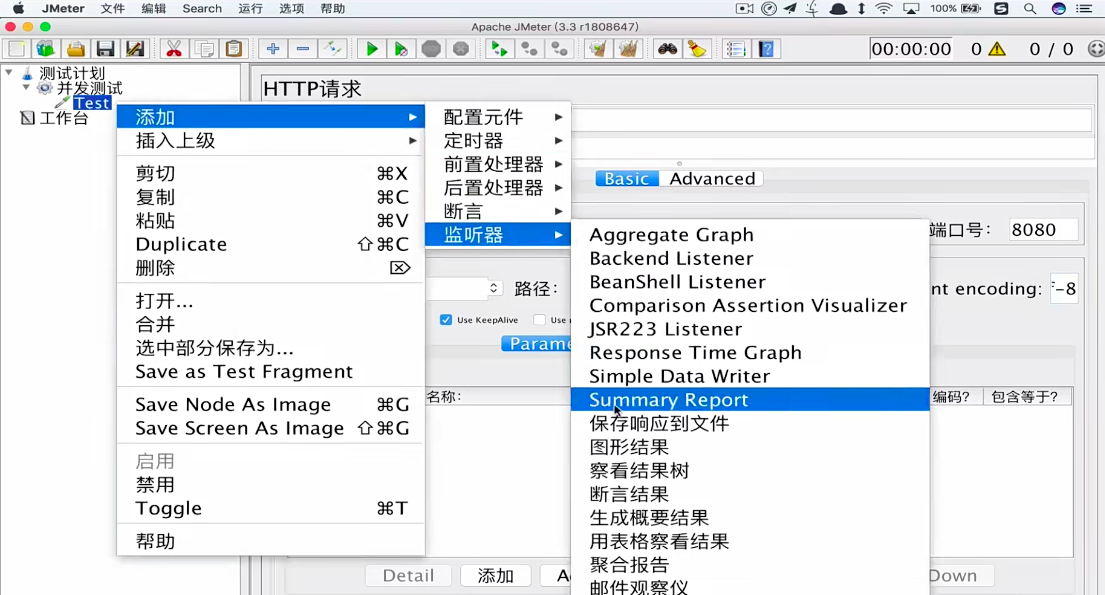 JMeter 文件 编辑 Search 运行 选项 帮助 100%
Apache JMeter (3.3 r1808647)
00:00:00 0 0 / 0
测试计划
并发测试
Test
工作台
HTTP请求
添加
插入上级
剪切 ⌘X
复制 ⌘C
粘贴 ⌘V
Duplicate ⇧⌘C
删除
打开...
合并
选中部分保存为...
Save as Test Fragment
Save Node As Image ⌘G
Save Screen As Image ⇧⌘G
启用
禁用
Toggle ⌘T
帮助
配置元件
定时器
前置处理器
后置处理器
断言
监听器
Basic Advanced
端口号： 8080
路径：
nt encoding: -8
Use KeepAlive Use
Parame
名称: 编码? 包含等于?
Aggregate Graph
Backend Listener
BeanShell Listener
Comparison Assertion Visualizer
JSR223 Listener
Response Time Graph
Simple Data Writer
Summary Report
保存响应到文件
图形结果
察看结果树
断言结果
生成概要结果
用表格察看结果
聚合报告
邮件观察仪
Detail 添加 A Down